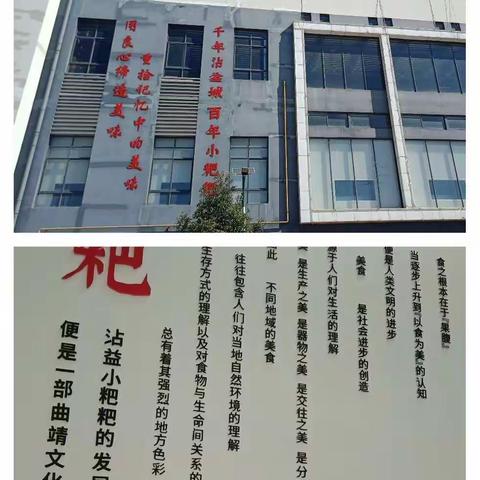 用良心缔造美味
重拾记忆中的美味
千年沾益城 百年小粑粑
食之根本在于『果腹』
当逐步上升到『以食为美』的认知
便是人类文明的进步
美食 是社会进步的创造
源于人们对生活的理解
是生产之美 是器物之美 是交往之美 是分
此 不同地域的美食
往往包含人们对当地自然环境的理解
生存方式的理解以及对食物与生命间关系的
总有着其强烈的地方色彩
粑
沾益小粑粑的发
便是一部曲靖文化